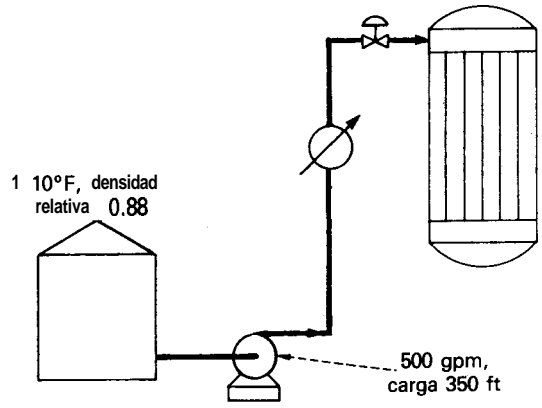 1 10°F, densidad
relativa 0.88
500 gpm,
carga 350 ft